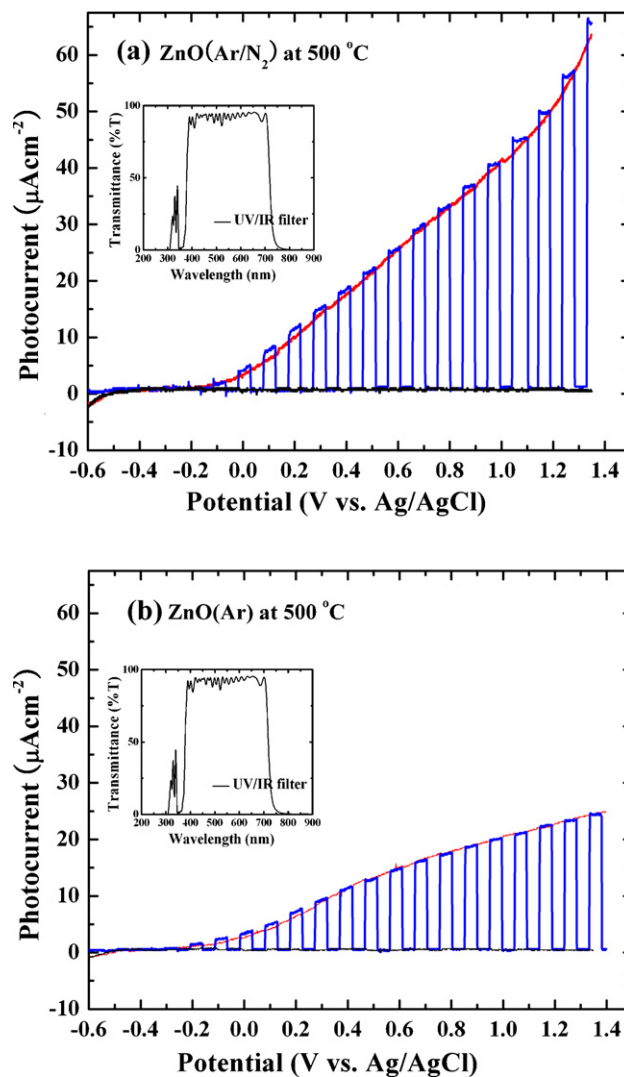 (a) ZnO(Ar/N₂) at 500 °C
Photocurrent (μAcm⁻²)
60
50
40
30
20
10
0
-10
Transmittance (%T)
100
75
50
25
0
UV/IR filter
200 300 400 500 600 700 800 900
Wavelength (nm)
-0.6 -0.4 -0.2 0.0 0.2 0.4 0.6 0.8 1.0 1.2 1.4
Potential (V vs. Ag/AgCl)
(b) ZnO(Ar) at 500 °C
Photocurrent (μAcm⁻²)
60
50
40
30
20
10
0
-10
Transmittance (%T)
100
75
50
25
0
UV/IR filter
200 300 400 500 600 700 800 900
Wavelength (nm)
-0.6 -0.4 -0.2 0.0 0.2 0.4 0.6 0.8 1.0 1.2 1.4
Potential (V vs. Ag/AgCl)